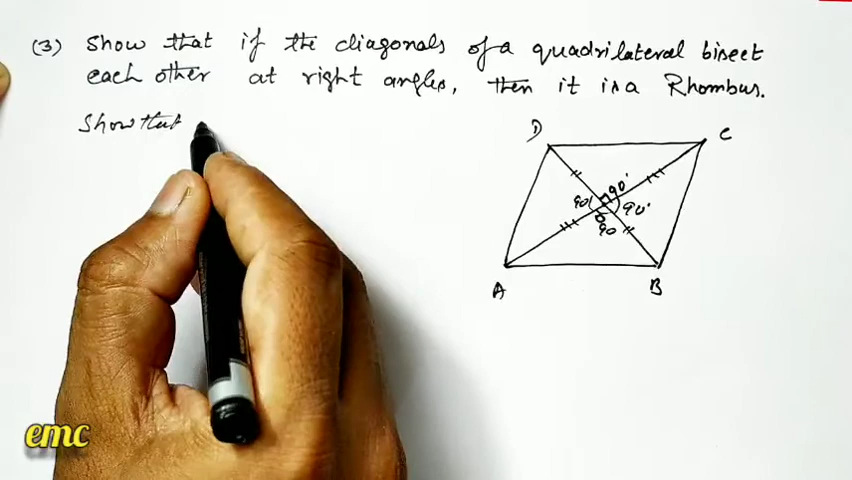 (3) Show that if the diagonals of a quadrilateral bisect
each other at right angles, then it is a Rhombus.
Show that
D
C
90°
90
90°
O
90
A
B
emc